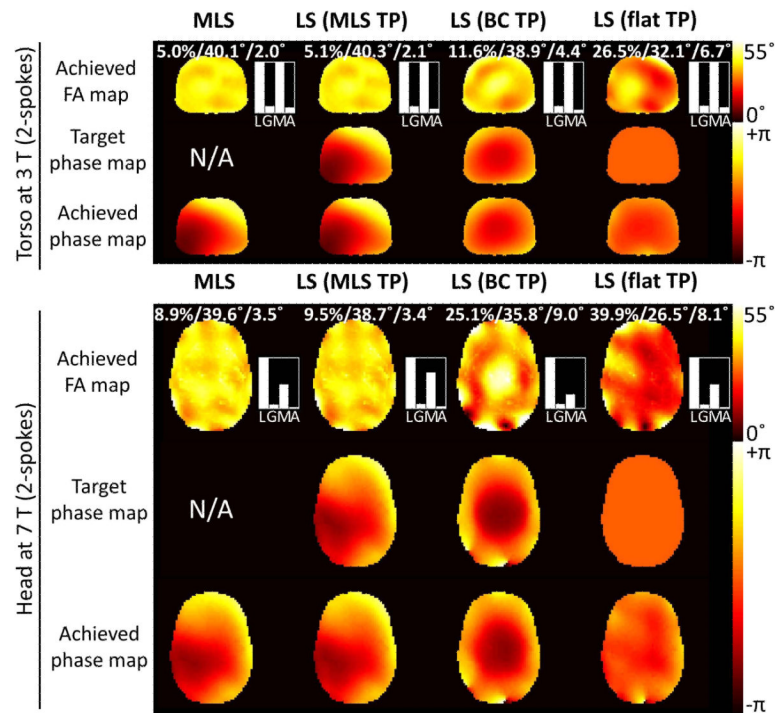 MLS LS (MLS TP) LS (BC TP) LS (flat TP)
5.0%/40.1°/2.0° 5.1%/40.3°/2.1° 11.6%/38.9°/4.4° 26.5%/32.1°/6.7° 55°
Torso at 3 T (2-spokes)
Achieved
FA map
LGMA LGMA LGMA LGMA 0°
Target
phase map
N/A
+π
Achieved
phase map
-π
MLS LS (MLS TP) LS (BC TP) LS (flat TP)
8.9%/39.6°/3.5° 9.5%/38.7°/3.4° 25.1%/35.8°/9.0° 39.9%/26.5°/8.1° 55°
Head at 7 T (2-spokes)
Achieved
FA map
LGMA LGMA LGMA LGMA 0°
+π
Target
phase map
N/A
Achieved
phase map
-π